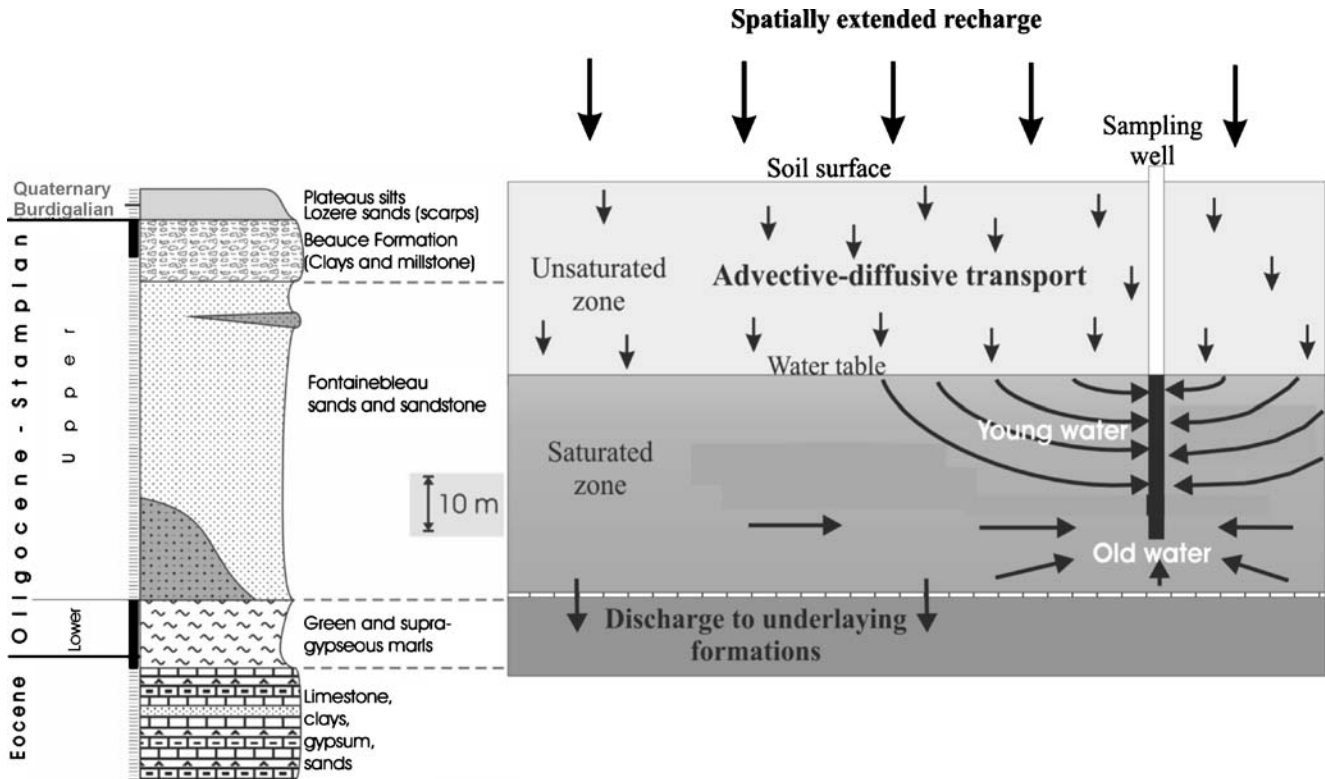 Spatially extended recharge
Sampling
well
Soil surface
Quaternary
Burdigalian
Plateaus silts
Lozere sands (scarps)
Beauce Formation
(Clays and millstone)
Unsaturated
zone
Advective-diffusive transport
Water table
Oligocene-Stampian
Upper
Fontainebleau
sands and sandstone
Young water
Saturated
zone
10 m
Old water
Lower
Green and supra-
gypseous marls
Discharge to underlaying
formations
Eocene
Limestone,
clays,
gypsum,
sands